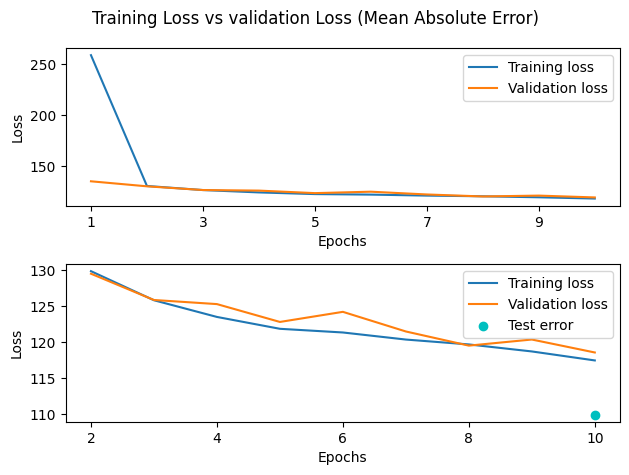 Training Loss vs validation Loss (Mean Absolute Error)
250
200
150
Loss
Training loss
Validation loss
1 3 5 7 9
Epochs
130
125
120
115
110
Loss
Training loss
Validation loss
Test error
2 4 6 8 10
Epochs